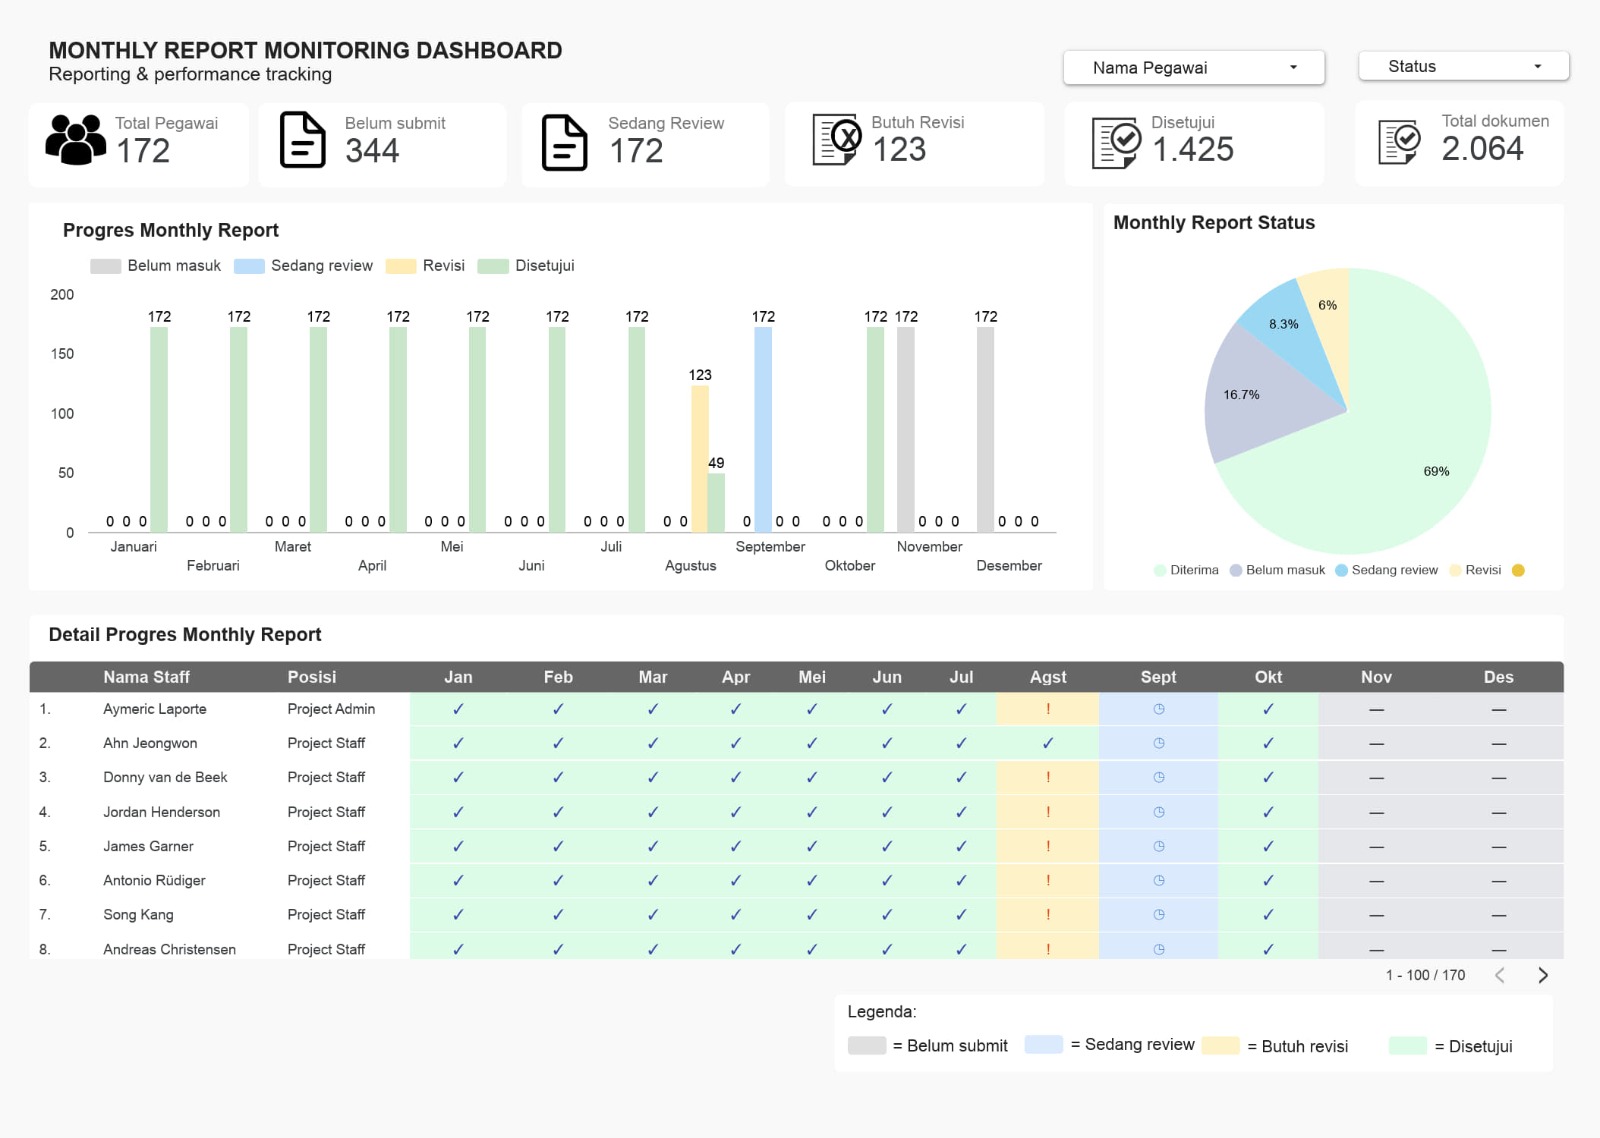 MONTHLY REPORT MONITORING DASHBOARD
Reporting & performance tracking
Nama Pegawai
Status
Total Pegawai
172
Belum submit
344
Sedang Review
172
Butuh Revisi
123
Disetujui
1.425
Total dokumen
2.064
Progres Monthly Report
Belum masuk Sedang review Revisi Disetujui
200
150
100
50
0
172 172 172 172 172 172 172 123 49 172 172 172 172
0 0 0 0 0 0 0 0 0 0 0 0 0 0 0 0 0 0 0 0 0 0 0 0 0 0 0 0 0 0 0 0 0 0 0
Januari Februari Maret April Mei Juni Juli Agustus September Oktober November Desember
Monthly Report Status
6%
8.3%
16.7%
69%
Diterima Belum masuk Sedang review Revisi
Detail Progres Monthly Report
Nama Staff Posisi Jan Feb Mar Apr Mei Jun Jul Agst Sept Okt Nov Des
1. Aymeric Laporte Project Admin ✓ ✓ ✓ ✓ ✓ ✓ ✓ ! ◷ ✓ — —
2. Ahn Jeongwon Project Staff ✓ ✓ ✓ ✓ ✓ ✓ ✓ ✓ ◷ ✓ — —
3. Donny van de Beek Project Staff ✓ ✓ ✓ ✓ ✓ ✓ ✓ ! ◷ ✓ — —
4. Jordan Henderson Project Staff ✓ ✓ ✓ ✓ ✓ ✓ ✓ ! ◷ ✓ — —
5. James Garner Project Staff ✓ ✓ ✓ ✓ ✓ ✓ ✓ ! ◷ ✓ — —
6. Antonio Rüdiger Project Staff ✓ ✓ ✓ ✓ ✓ ✓ ✓ ! ◷ ✓ — —
7. Song Kang Project Staff ✓ ✓ ✓ ✓ ✓ ✓ ✓ ! ◷ ✓ — —
8. Andreas Christensen Project Staff ✓ ✓ ✓ ✓ ✓ ✓ ✓ ! ◷ ✓ — —
1 - 100 / 170
Legenda:
= Belum submit = Sedang review = Butuh revisi = Disetujui